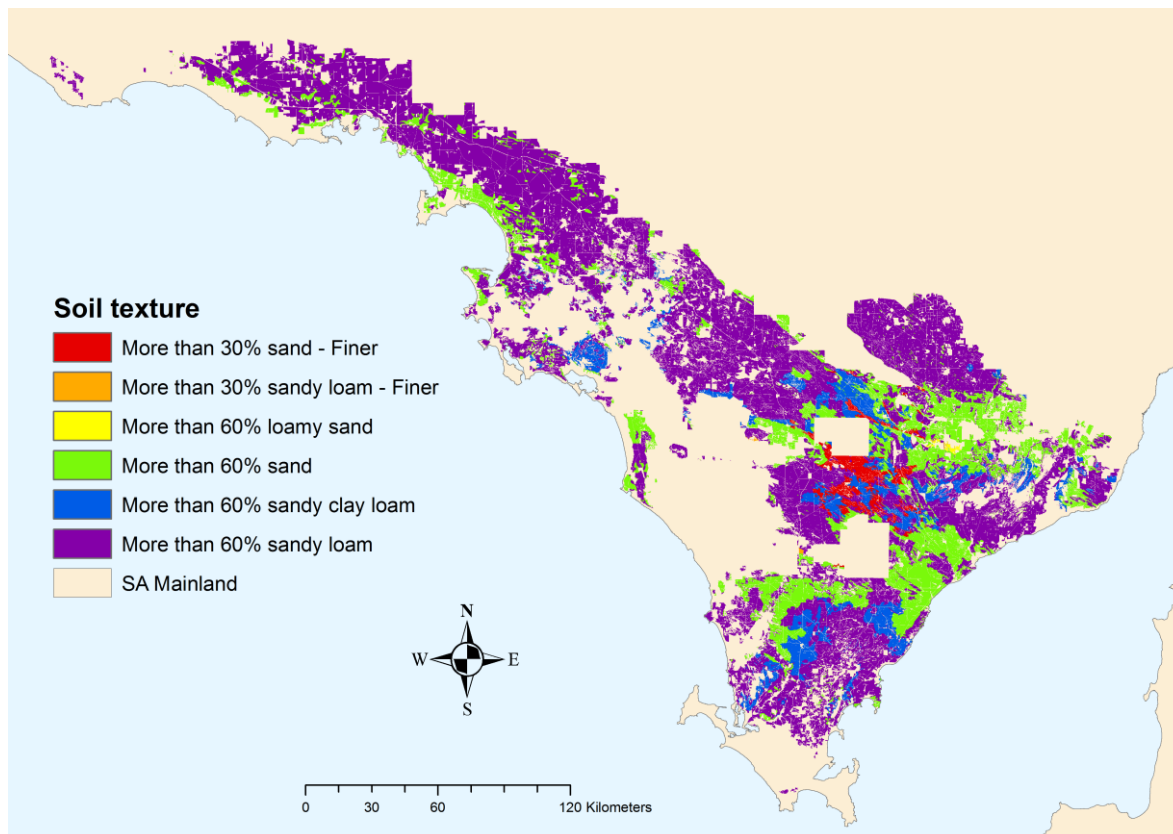 Soil texture
More than 30% sand - Finer
More than 30% sandy loam - Finer
More than 60% loamy sand
More than 60% sand
More than 60% sandy clay loam
More than 60% sandy loam
SA Mainland
N
W E
S
0 30 60 120 Kilometers